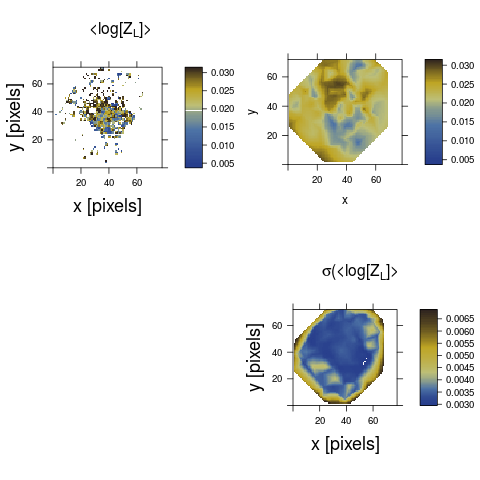 <log[Z_L]>
60
40
20
20 40 60
x [pixels]
y [pixels]
0.030
0.025
0.020
0.015
0.010
0.005
60
40
20
20 40 60
x
y
0.030
0.025
0.020
0.015
0.010
0.005
σ(<log[Z_L]>
60
40
20
20 40 60
x [pixels]
y [pixels]
0.0065
0.0060
0.0055
0.0050
0.0045
0.0040
0.0035
0.0030